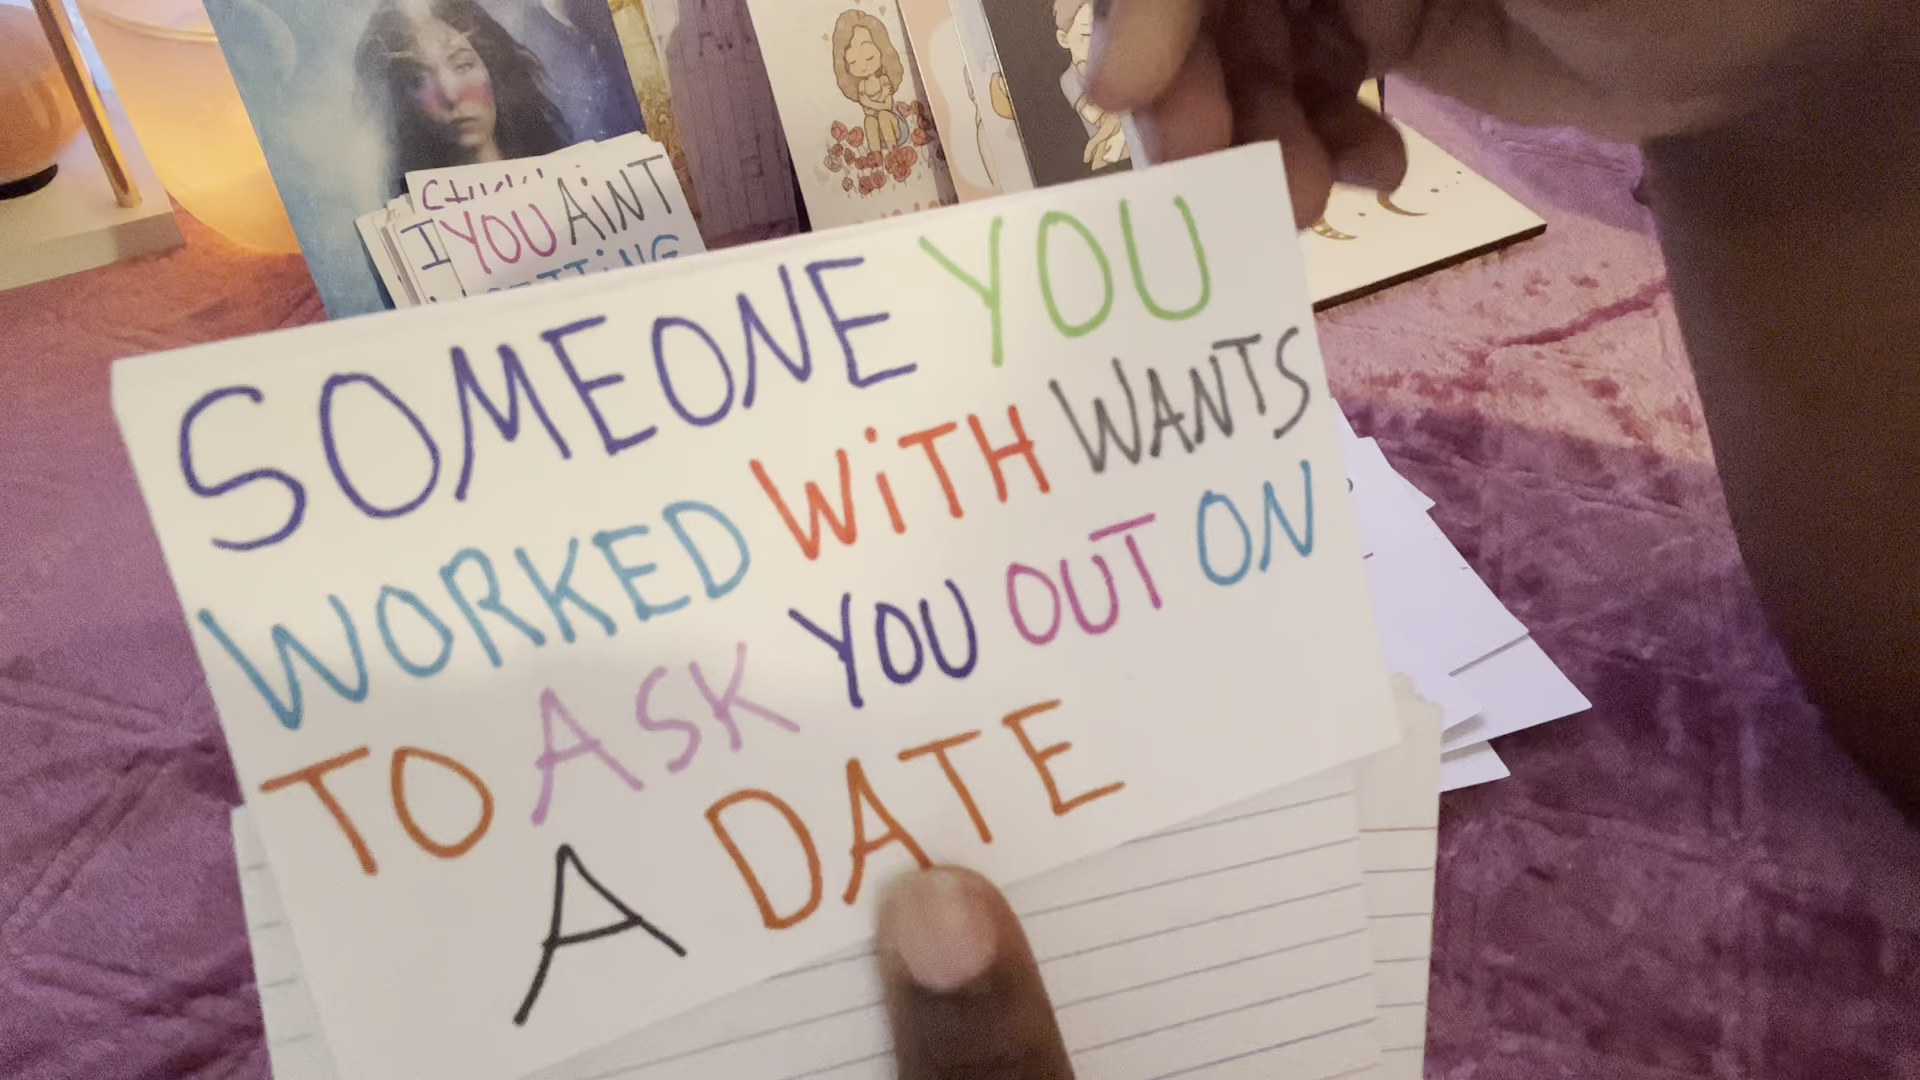 I YOU AiNT
SOMEONE YOU
WORKED WiTH WANTS
TO ASK YOU OUT ON
A DATE